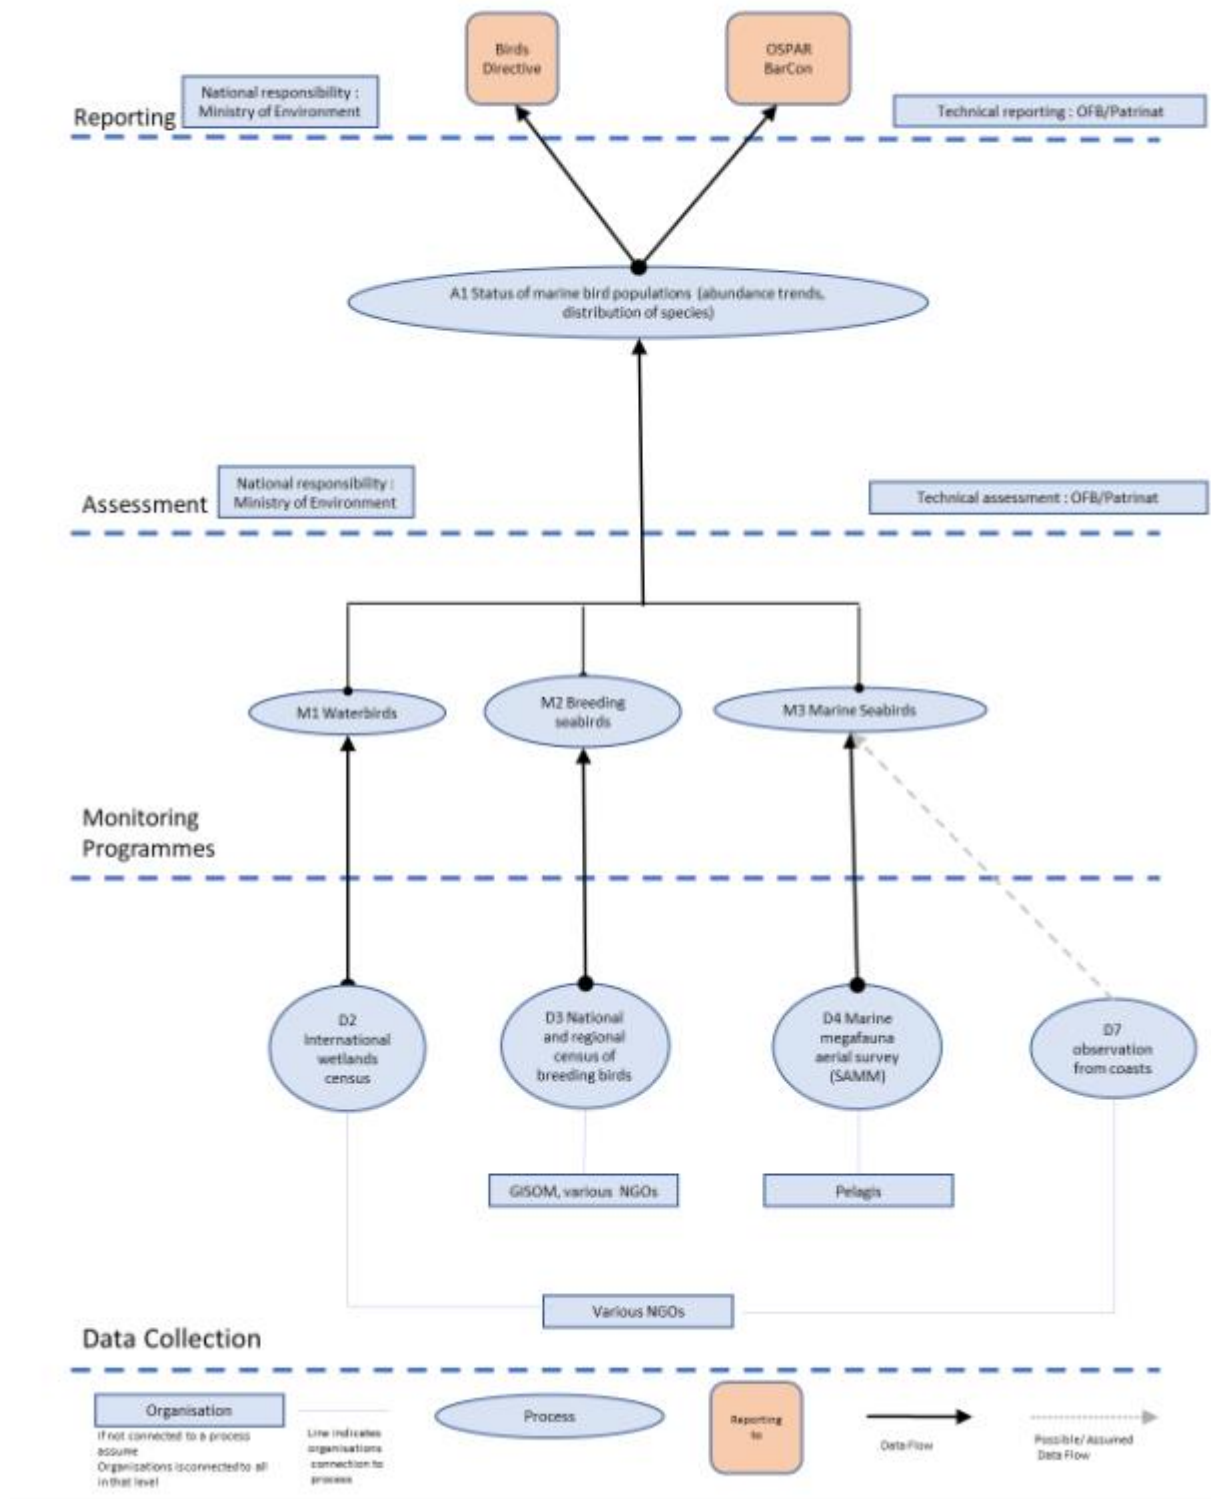 Birds
Directive
OSPAR
BarCon
National responsibility :
Ministry of Environment
Reporting
Technical reporting : OFB/Patrinat
A1 Status of marine bird populations (abundance trends,
distribution of species)
National responsibility :
Ministry of Environment
Assessment
Technical assessment : OFB/Patrinat
M1 Waterbirds
M2 Breeding
seabirds
M3 Marine Seabirds
Monitoring
Programmes
D2
International
wetlands
census
D3 National
and regional
census of
breeding birds
D4 Marine
megafauna
aerial survey
(SAMM)
D7
observation
from coasts
GISOM, various NGOs
Pelagis
Various NGOs
Data Collection
Organisation
If not connected to a process
assume
Organisations is connected to all
in that level
Line indicates
organisations
connection to
process
Process
Reporting
to
Data Flow
Possible/ Assumed
Data Flow